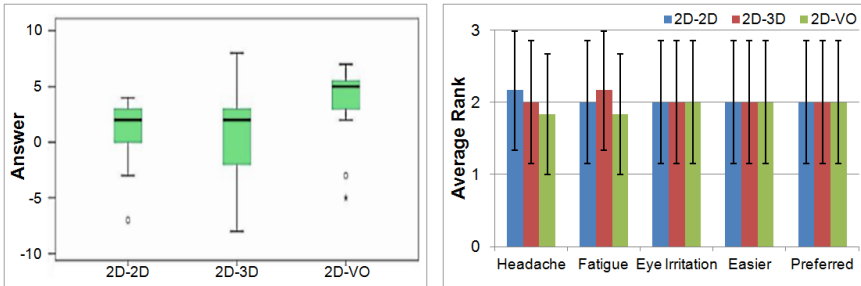 10
5
0
-5
-10
Answer
2D-2D
2D-3D
2D-VO
2D-2D 2D-3D 2D-VO
3
2
1
0
Average Rank
Headache
Fatigue
Eye Irritation
Easier
Preferred